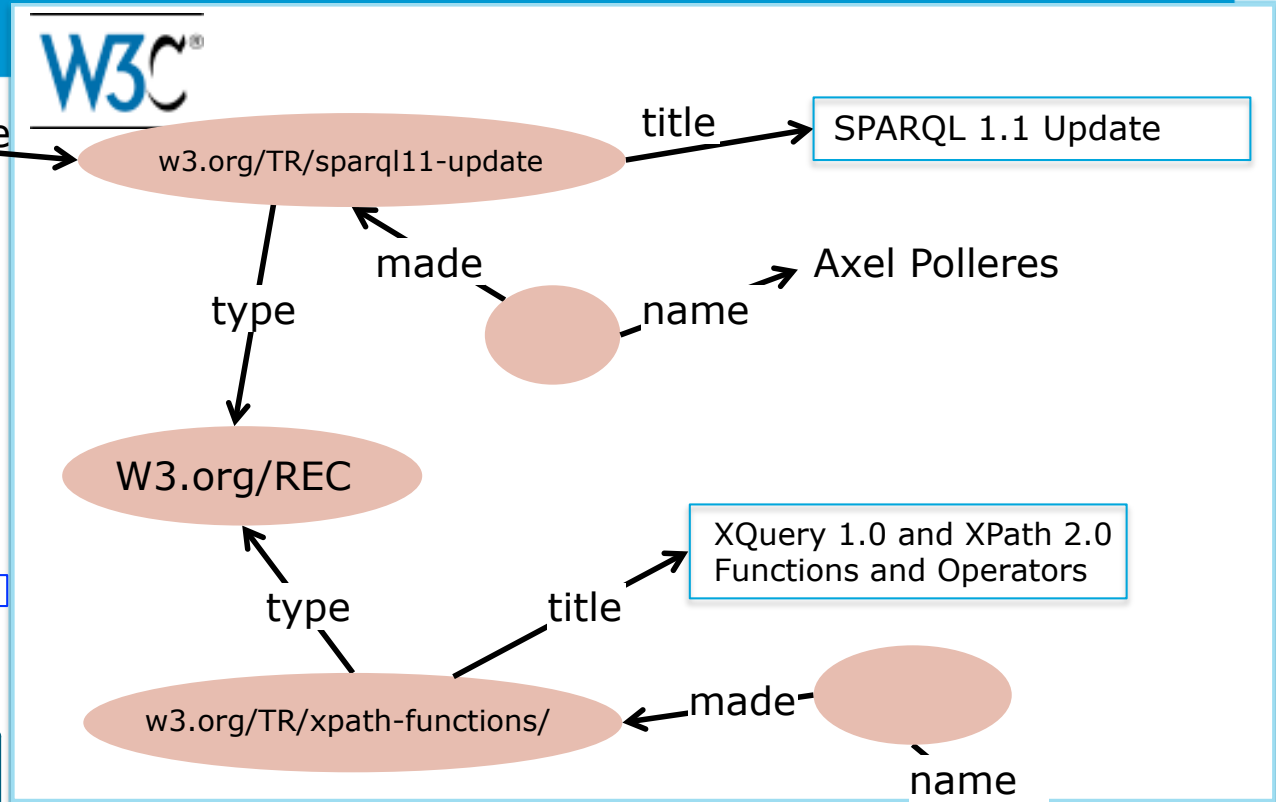 W3C®
e
title
SPARQL 1.1 Update
w3.org/TR/sparql11-update
made
name
Axel Polleres
type
W3.org/REC
XQuery 1.0 and XPath 2.0
Functions and Operators
type
title
w3.org/TR/xpath-functions/
made
name